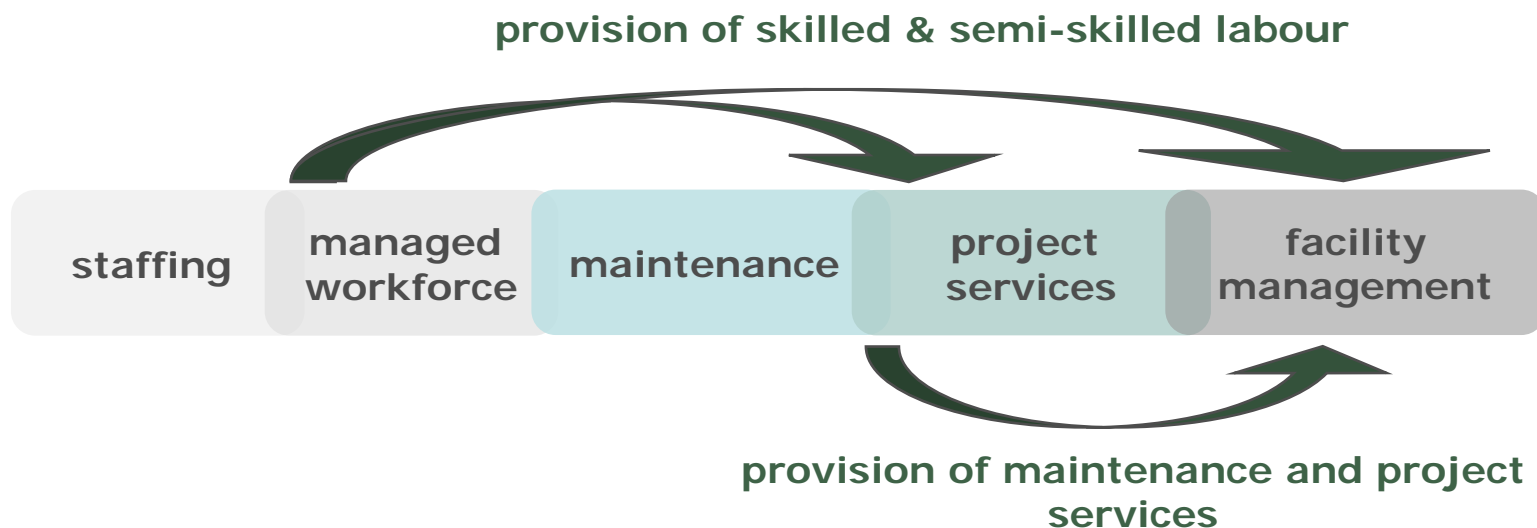 provision of skilled & semi-skilled labour
staffing
managed
workforce
maintenance
project
services
facility
management
provision of maintenance and project
services